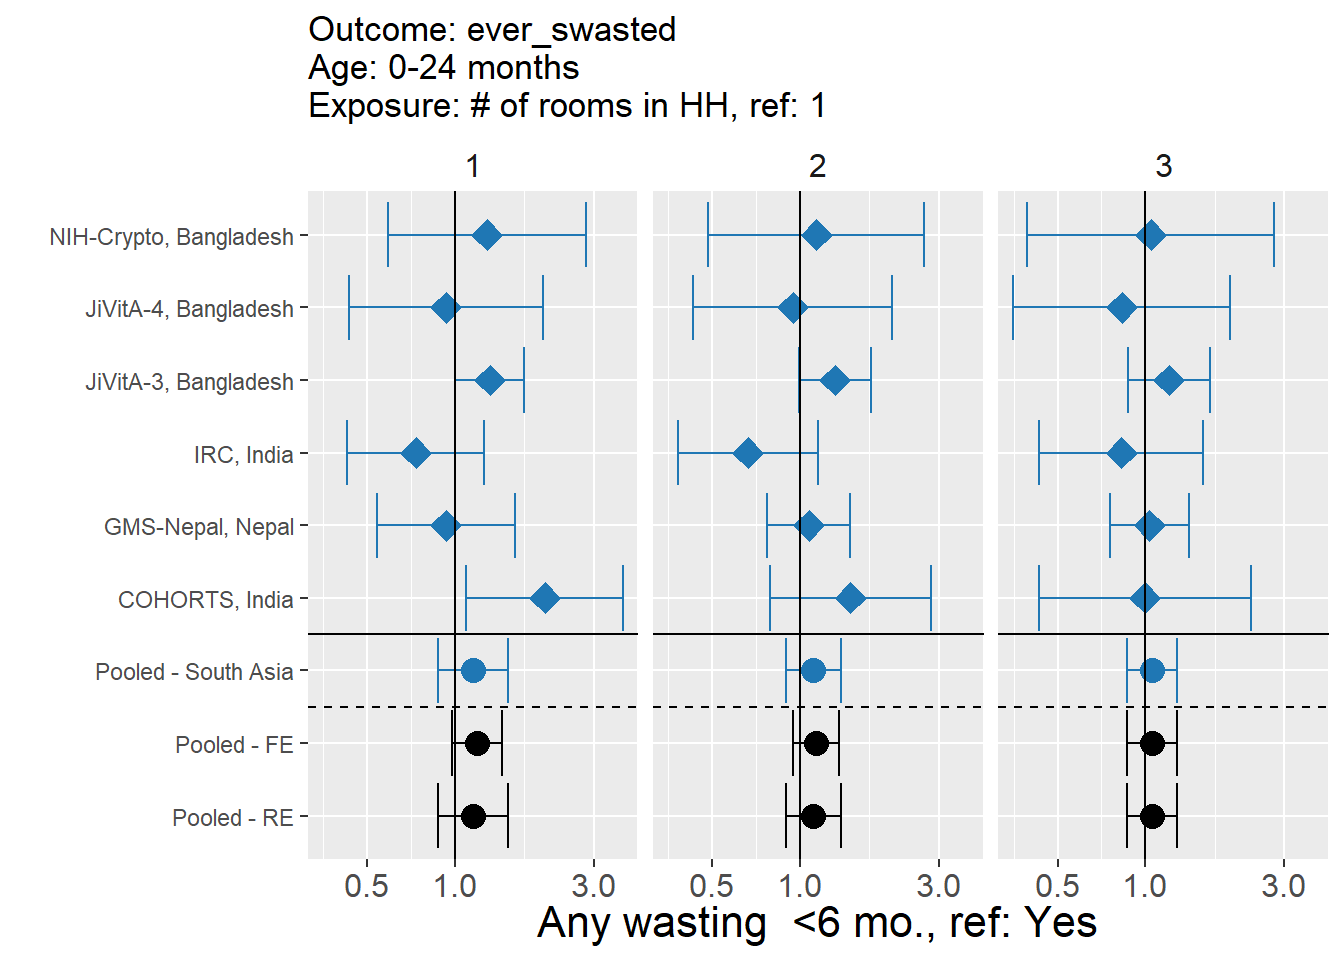 Outcome: ever_swasted
Age: 0-24 months
Exposure: # of rooms in HH, ref: 1
1 2 3
NIH-Crypto, Bangladesh
JiVitA-4, Bangladesh
JiVitA-3, Bangladesh
IRC, India
GMS-Nepal, Nepal
COHORTS, India
Pooled - South Asia
Pooled - FE
Pooled - RE
0.5 1.0 3.0 0.5 1.0 3.0 0.5 1.0 3.0
Any wasting  <6 mo., ref: Yes